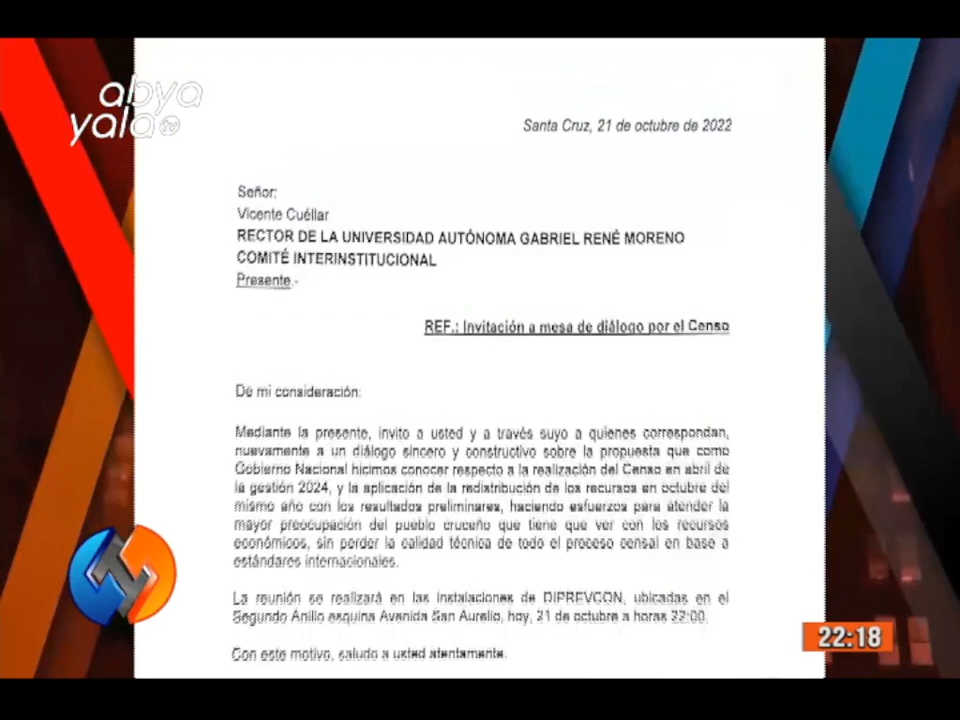 abya
yala tv
Santa Cruz, 21 de octubre de 2022
Señor:
Vicente Cuéllar
RECTOR DE LA UNIVERSIDAD AUTÓNOMA GABRIEL RENÉ MORENO
COMITÉ INTERINSTITUCIONAL
Presente.-
REF.: Invitación a mesa de diálogo por el Censo
De mi consideración:
Mediante la presente, invito a usted y a través suyo a quienes correspondan,
nuevamente a un diálogo sincero y constructivo sobre la propuesta que como
Gobierno Nacional hicimos conocer respecto a la realización del Censo en abril de
la gestión 2024, y la aplicación de la redistribución de los recursos en octubre del
mismo año con los resultados preliminares, haciendo esfuerzos para atender la
mayor preocupación del pueblo cruceño que tiene que ver con los recursos
económicos, sin perder la calidad técnica de todo el proceso censal en base a
estándares internacionales.
La reunión se realizará en las instalaciones de DIPREVCON, ubicadas en el
Segundo Anillo esquina Avenida San Aurelio, hoy, 21 de octubre a horas 22:00.
Con este motivo, saludo a usted atentamente.
22:18